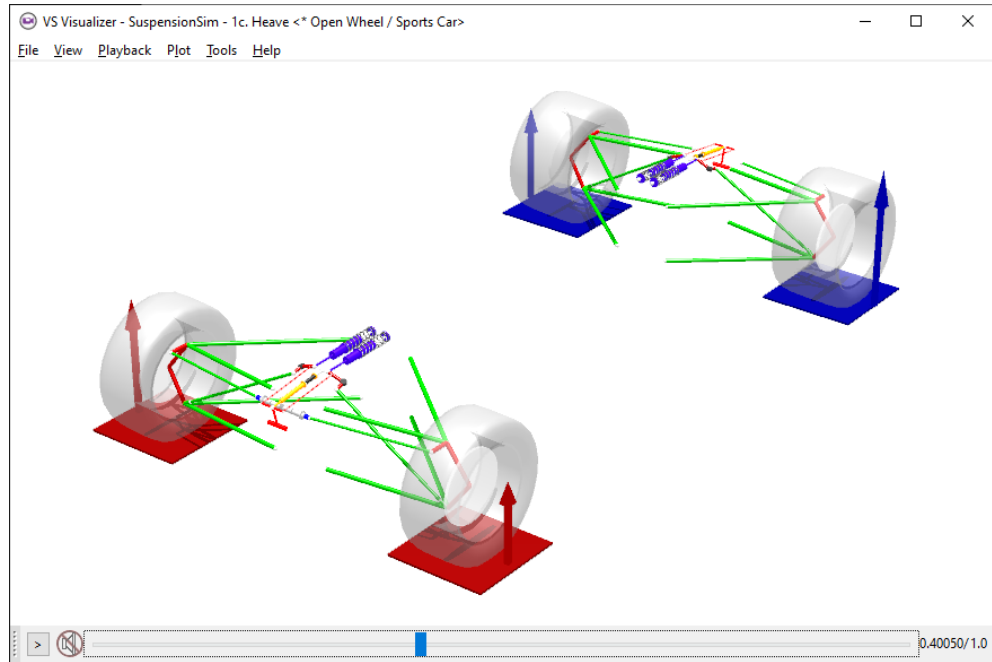 VS Visualizer - SuspensionSim - 1c. Heave <* Open Wheel / Sports Car>
File View Playback Plot Tools Help
> 0.40050/1.0